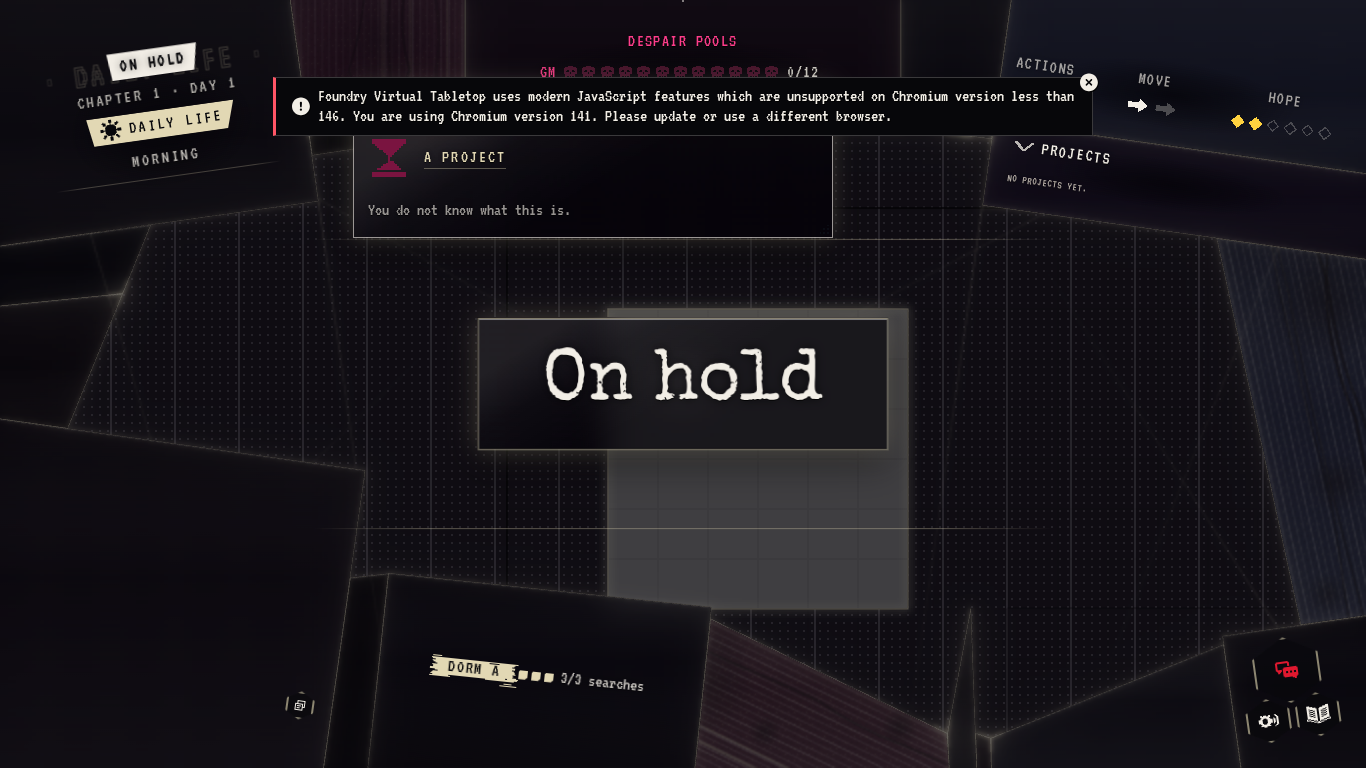 ON HOLD
CHAPTER 1 · DAY 1
DAILY LIFE
MORNING
DESPAIR POOLS
GM 0/12
Foundry Virtual Tabletop uses modern JavaScript features which are unsupported on Chromium version less than
146. You are using Chromium version 141. Please update or use a different browser.
A PROJECT
You do not know what this is.
ACTIONS
MOVE
HOPE
PROJECTS
NO PROJECTS YET.
On hold
DORM A 3/3 searches